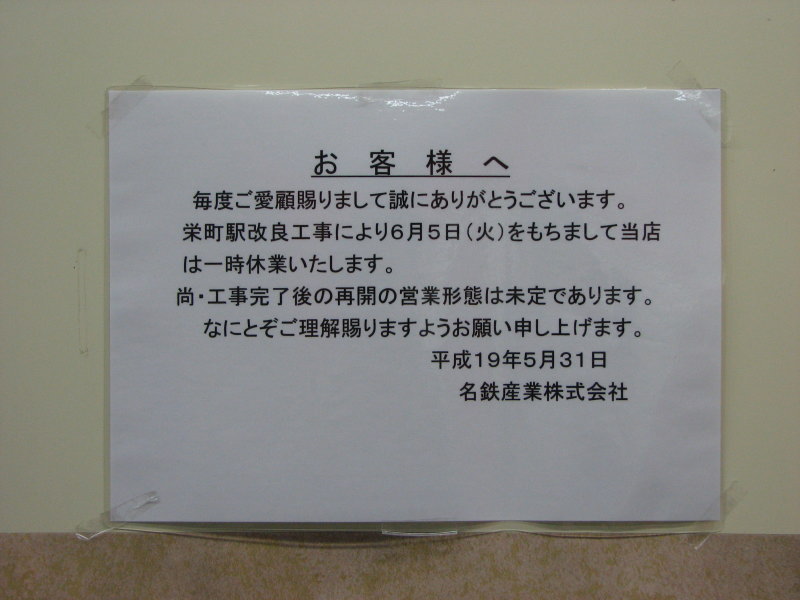 お客様へ
毎度ご愛顧賜りまして誠にありがとうございます。
栄町駅改良工事により6月5日(火)をもちまして当店
は一時休業いたします。
尚・工事完了後の再開の営業形態は未定であります。
なにとぞご理解賜りますようお願い申し上げます。
平成19年5月31日
名鉄産業株式会社